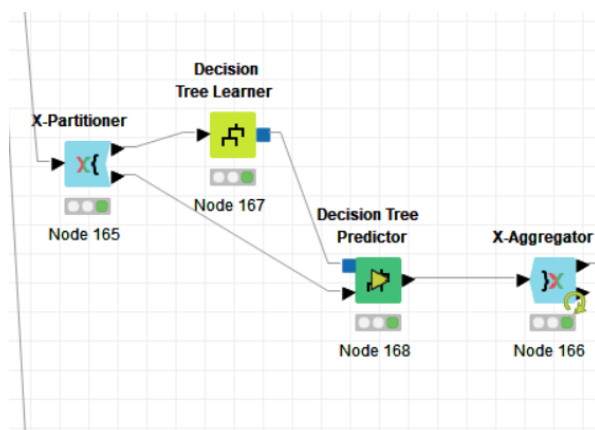 Decision
Tree Learner
X-Partitioner
X{
Node 167
Node 165
Decision Tree
Predictor
X-Aggregator
}X
Node 168
Node 166